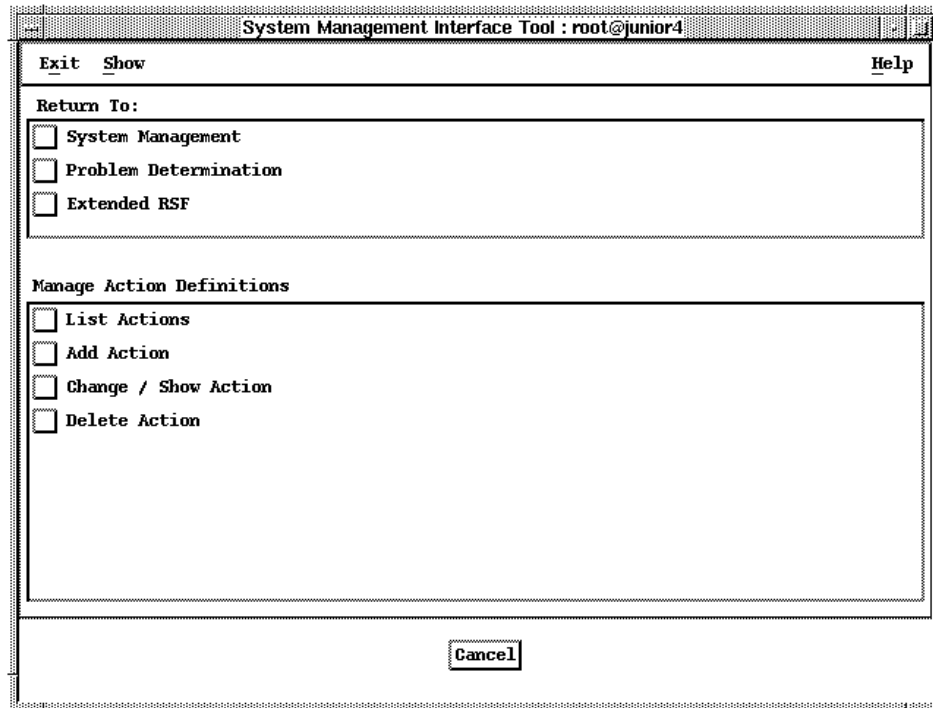 System Management Interface Tool : root@junior4
Exit Show Help
Return To:
System Management
Problem Determination
Extended RSF
Manage Action Definitions
List Actions
Add Action
Change / Show Action
Delete Action
Cancel